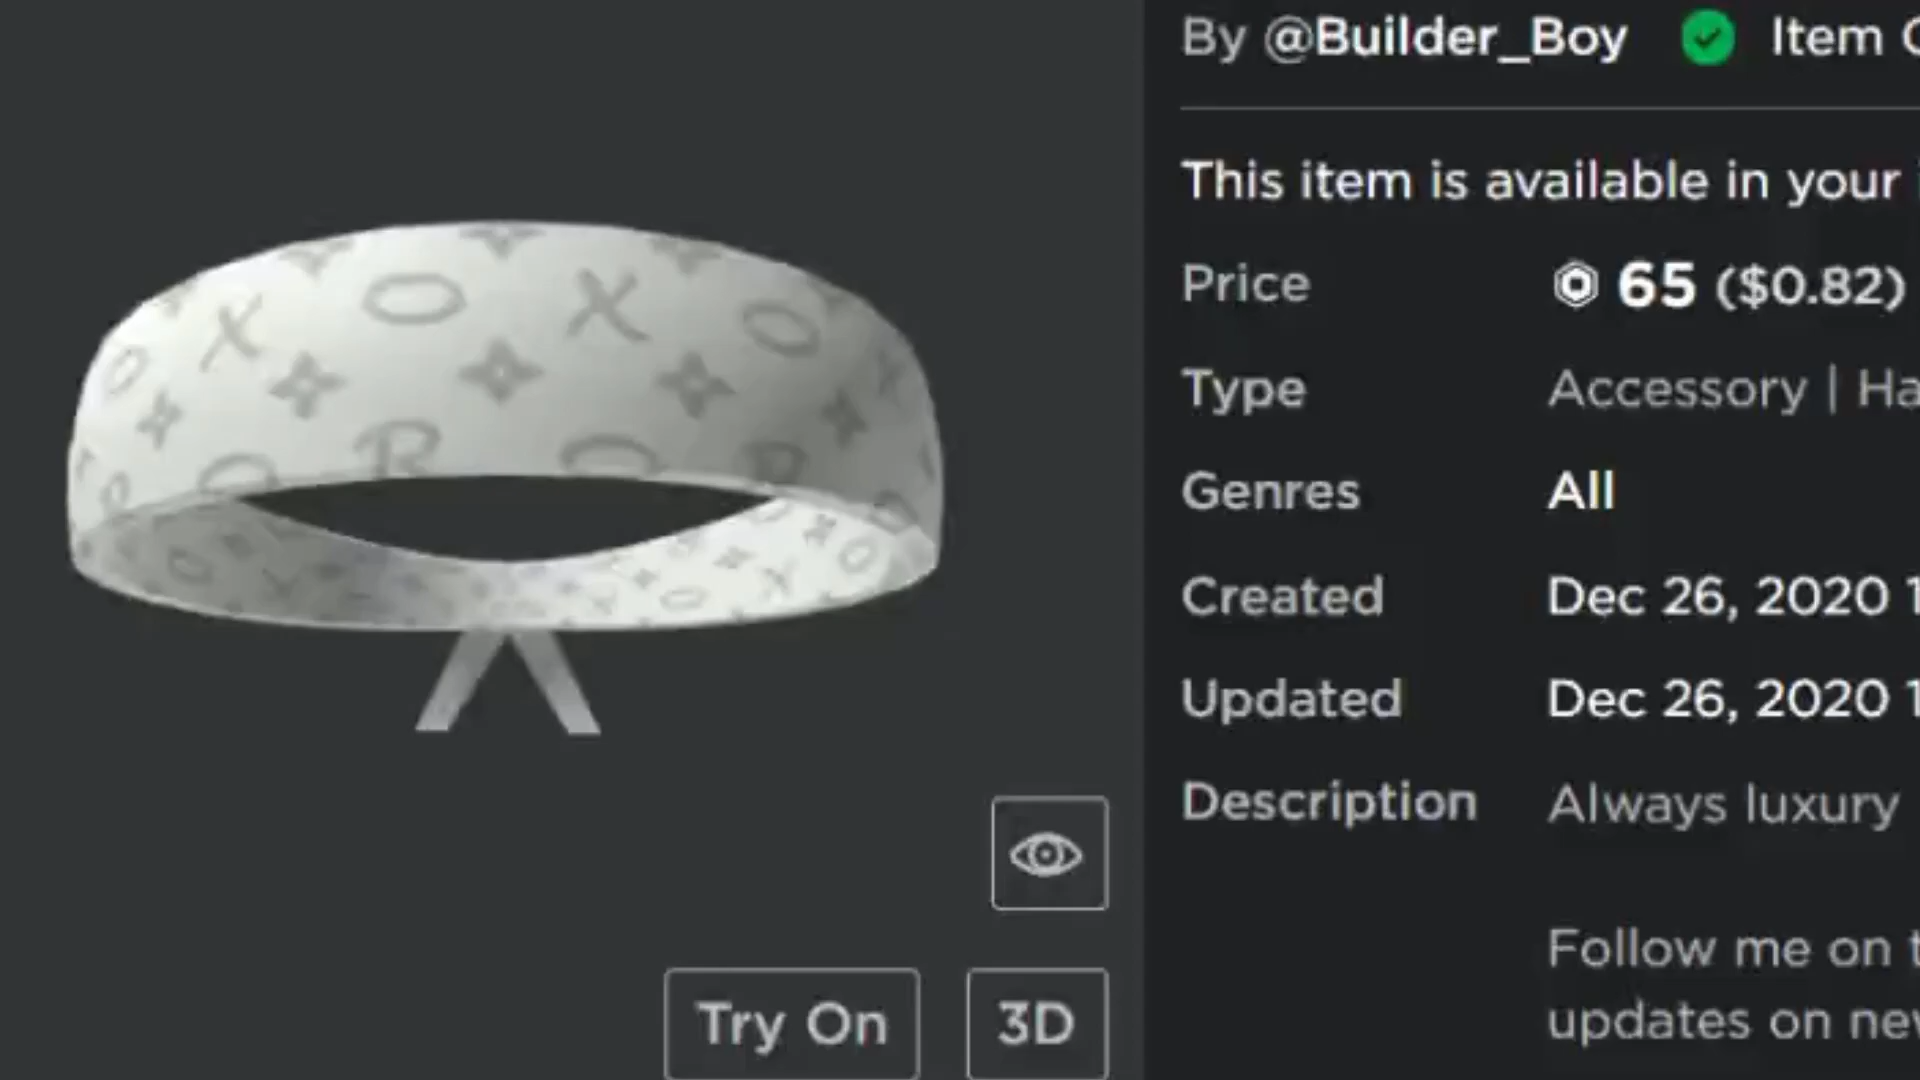 By @Builder_Boy Item
This item is available in your
Price 65 ($0.82)
Type Accessory |
Genres All
Created Dec 26, 2020
Updated Dec 26, 2020
Description Always luxury
Follow me on
updates on
Try On 3D
X O X O
R